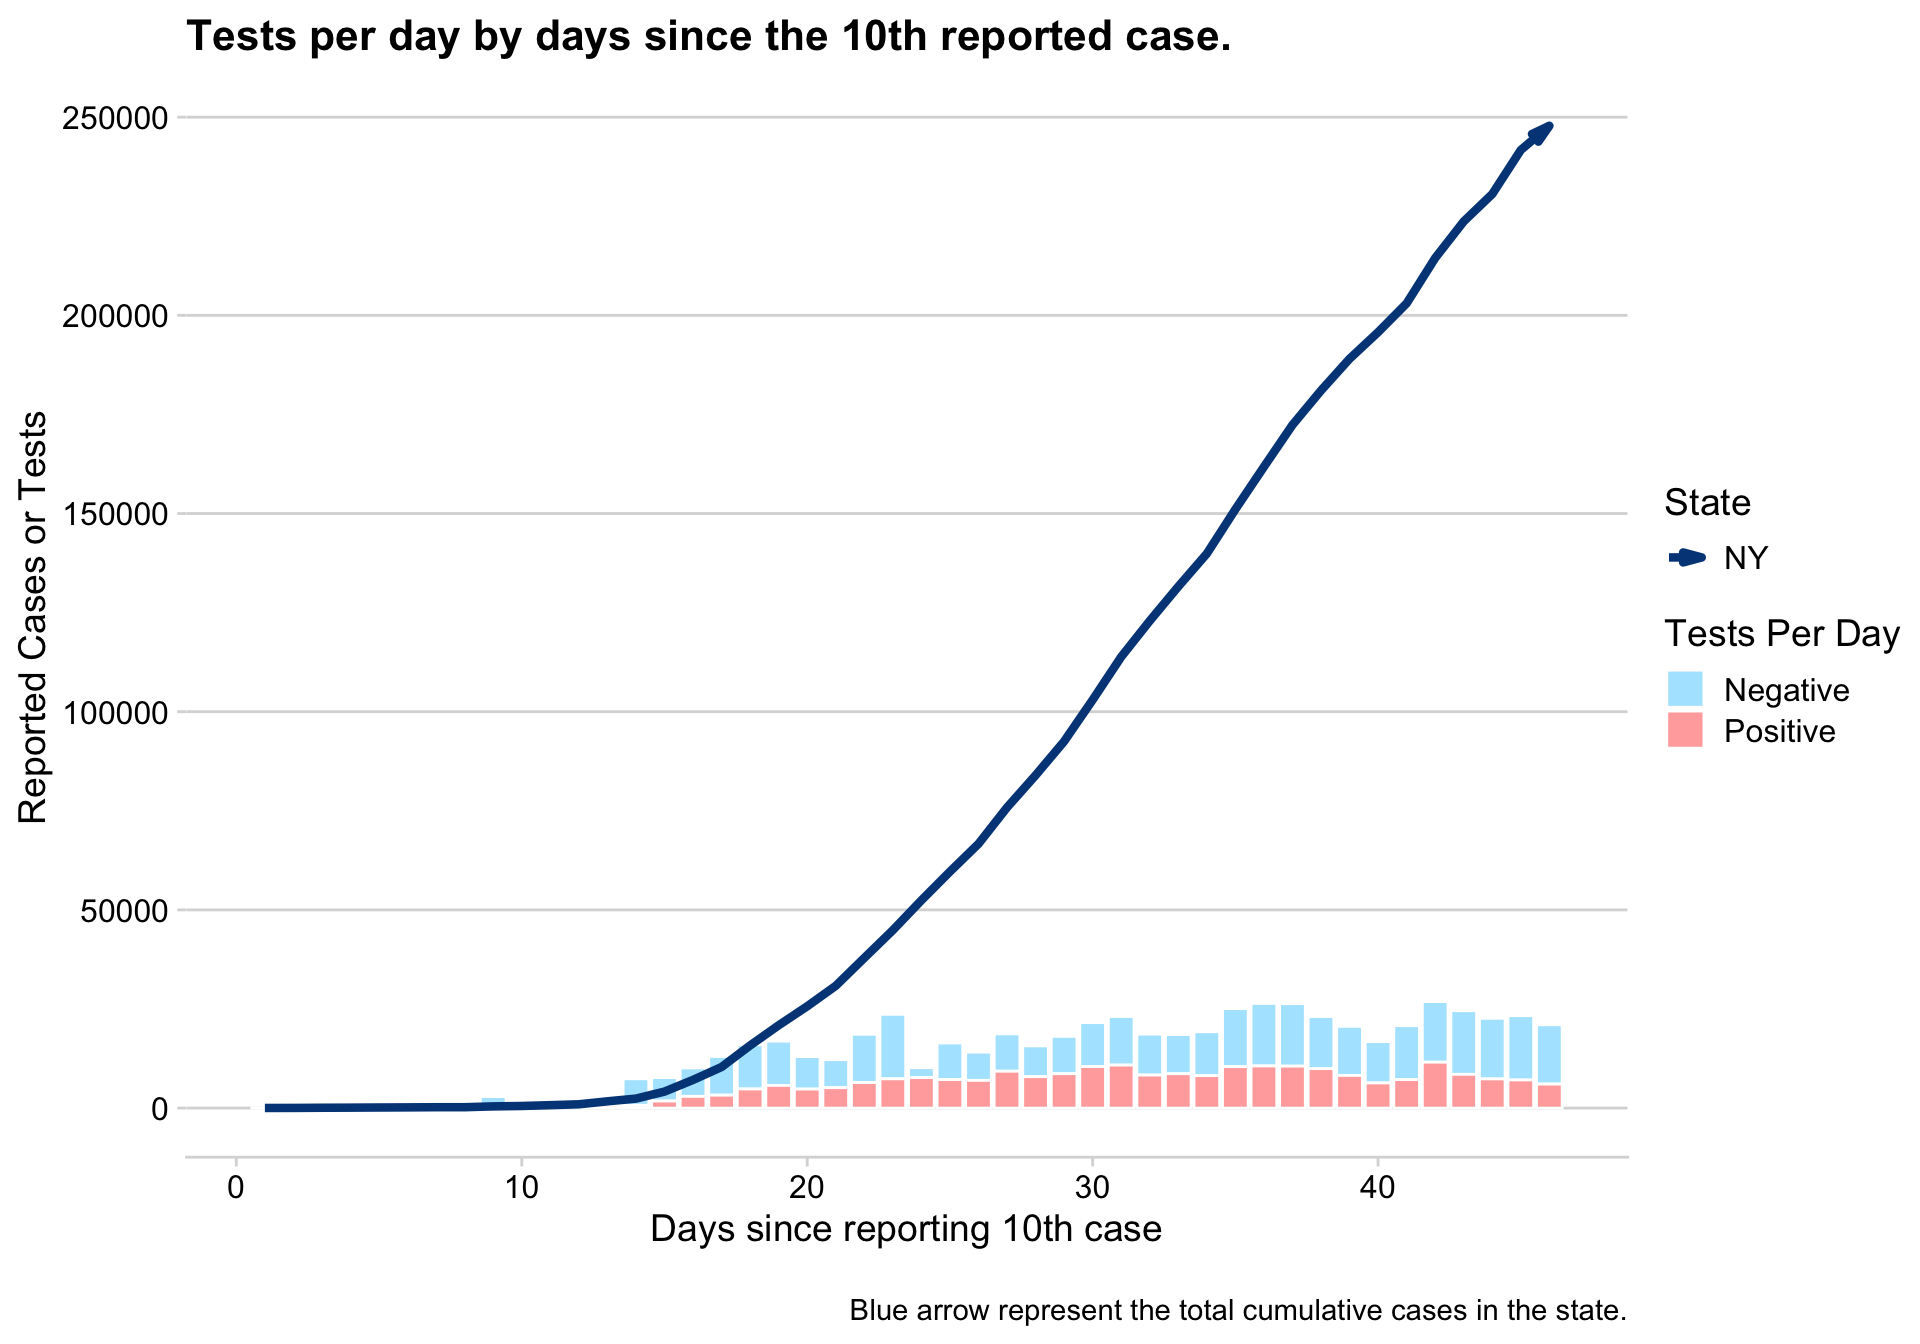 Tests per day by days since the 10th reported case.
250000
200000
150000
100000
50000
0
Reported Cases or Tests
0 10 20 30 40
Days since reporting 10th case
State
NY
Tests Per Day
Negative
Positive
Blue arrow represent the total cumulative cases in the state.